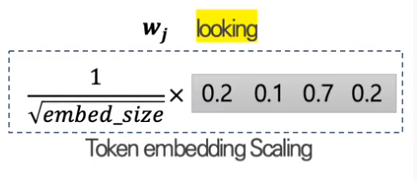 w_j looking
1
√embed_size × 0.2 0.1 0.7 0.2
Token embedding Scaling